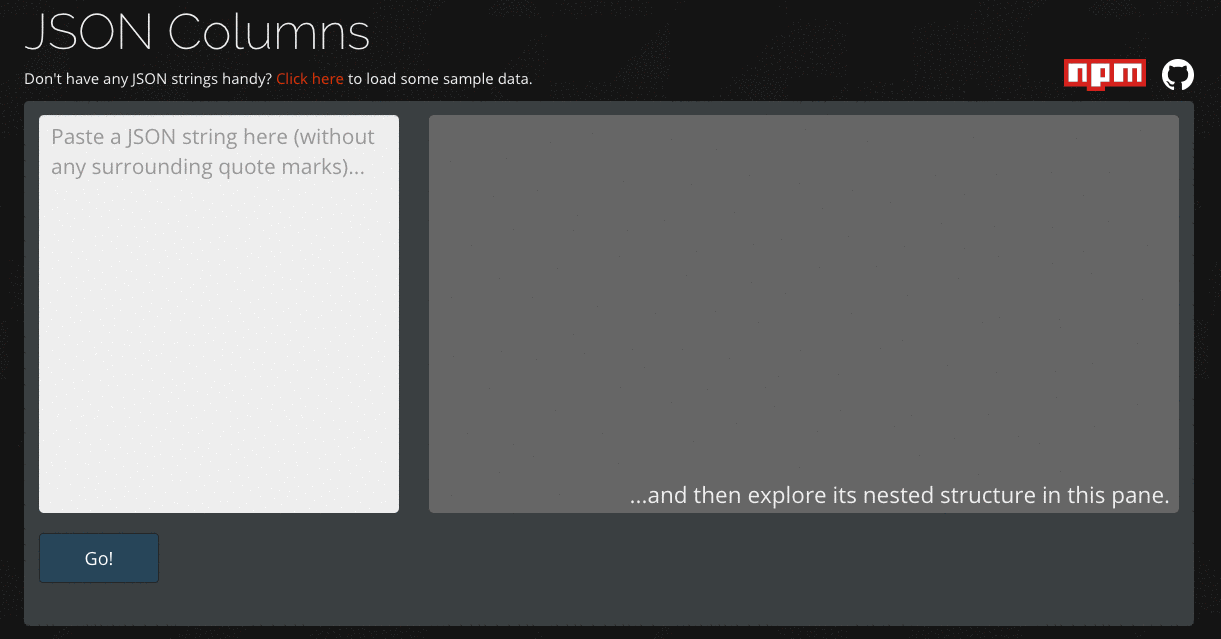 JSON Columns
Don't have any JSON strings handy? Click here to load some sample data.
npm
Paste a JSON string here (without
any surrounding quote marks)...
...and then explore its nested structure in this pane.
Go!